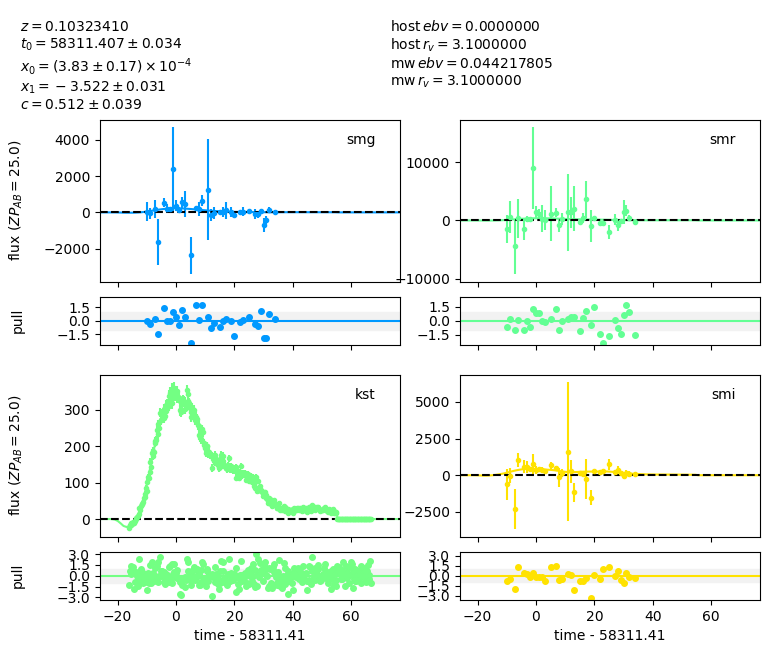 z = 0.10323410
t₀ = 58311.407 ± 0.034
x₀ = (3.83 ± 0.17) × 10⁻⁴
x₁ = −3.522 ± 0.031
c = 0.512 ± 0.039
host ebv = 0.0000000
host r_v = 3.1000000
mw ebv = 0.044217805
mw r_v = 3.1000000
flux (ZP_AB = 25.0)
4000
2000
0
−2000
smg
10000
0
−10000
smr
pull
1.5
0.0
−1.5
1.5
0.0
−1.5
flux (ZP_AB = 25.0)
300
200
100
0
kst
5000
2500
0
−2500
smi
pull
3.0
1.5
0.0
−1.5
−3.0
3.0
1.5
0.0
−1.5
−3.0
−20 0 20 40 60
−20 0 20 40 60
time - 58311.41
time - 58311.41